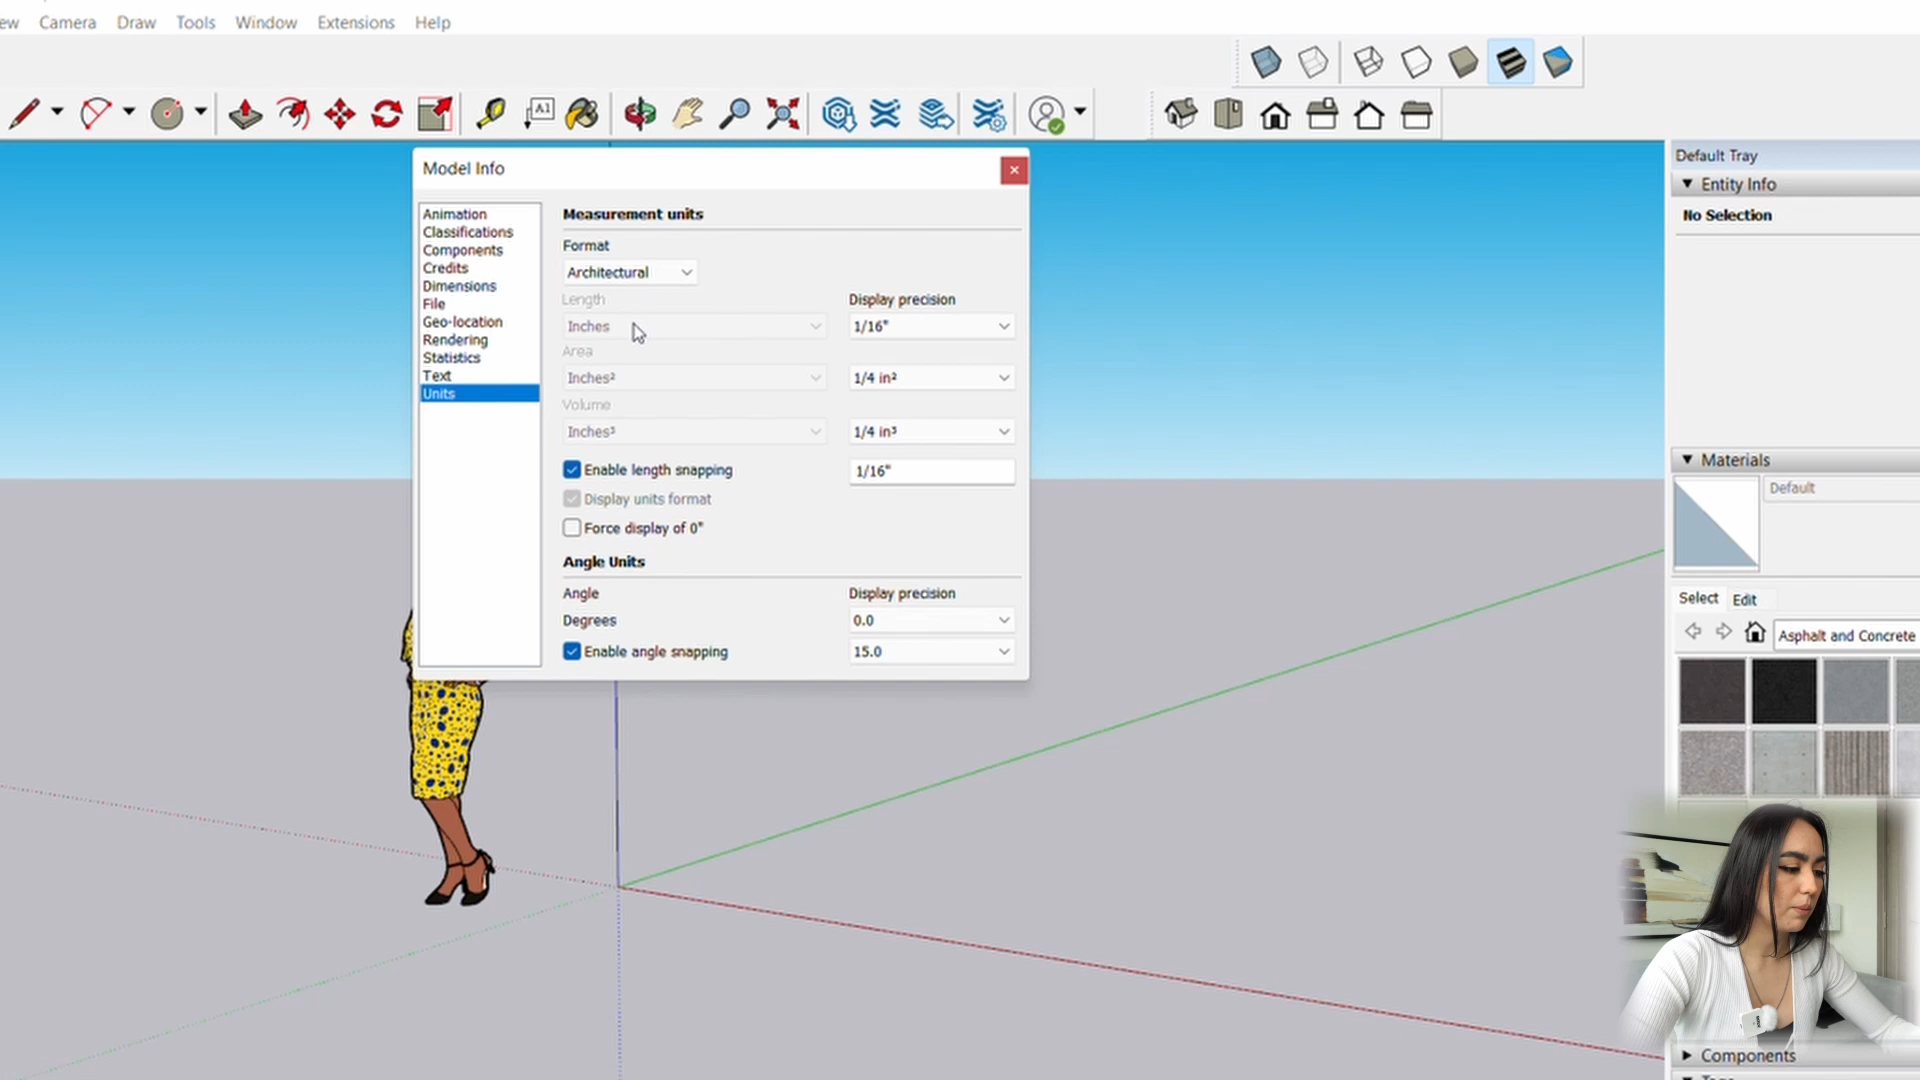 ew Camera Draw Tools Window Extensions Help
A1
Default Tray
Entity Info
No Selection
Model Info
Animation
Classifications
Components
Credits
Dimensions
File
Geo-location
Rendering
Statistics
Text
Units
Measurement units
Format
Architectural
Length Display precision
Inches 1/16"
Area
Inches² 1/4 in²
Volume
Inches³ 1/4 in³
Enable length snapping 1/16"
Display units format
Force display of 0"
Angle Units
Angle Display precision
Degrees 0.0
Enable angle snapping 15.0
Materials
Default
Select Edit
Asphalt and Concrete
Components